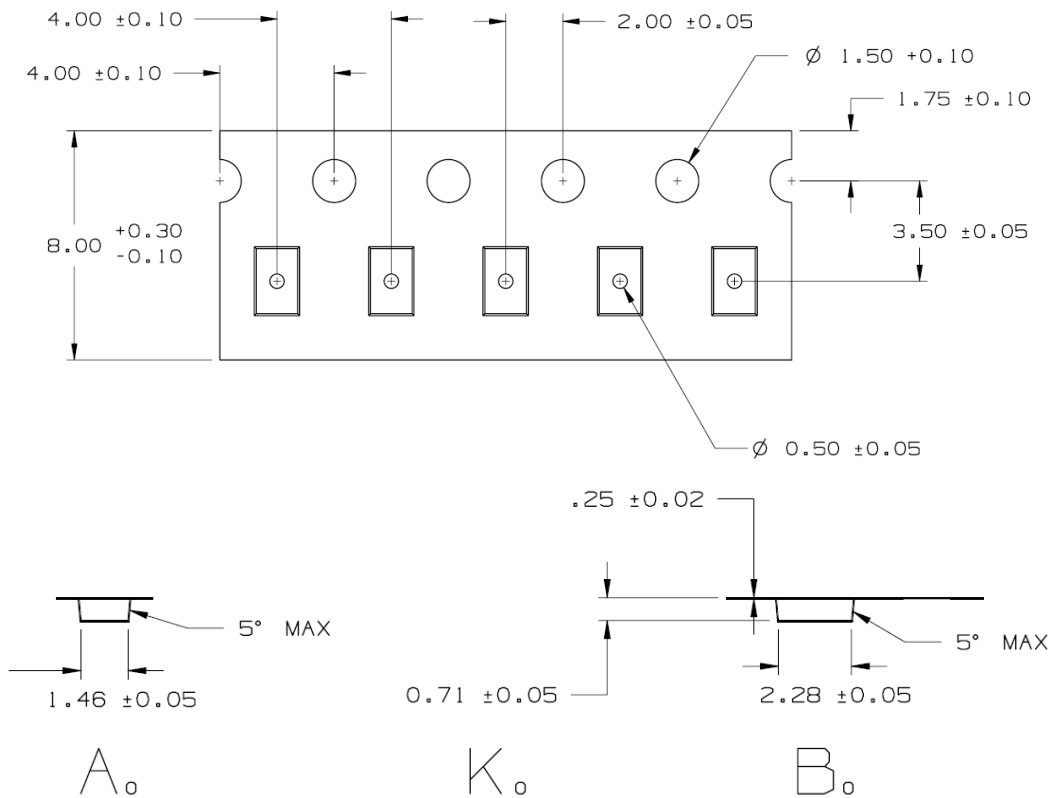 4.00 ±0.10
2.00 ±0.05
4.00 ±0.10
Ø 1.50 +0.10
1.75 ±0.10
8.00 +0.30
-0.10
3.50 ±0.05
Ø 0.50 ±0.05
.25 ±0.02
5° MAX
5° MAX
1.46 ±0.05
0.71 ±0.05
2.28 ±0.05
A₀
K₀
B₀